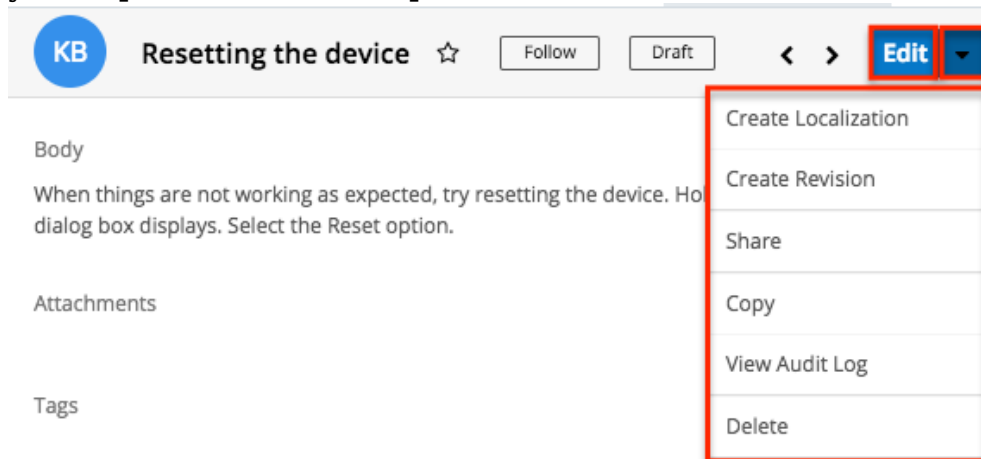 KB Resetting the device Follow Draft Edit
Create Localization
Body
Create Revision
When things are not working as expected, try resetting the device. Hol
dialog box displays. Select the Reset option.
Share
Attachments
Copy
View Audit Log
Tags
Delete